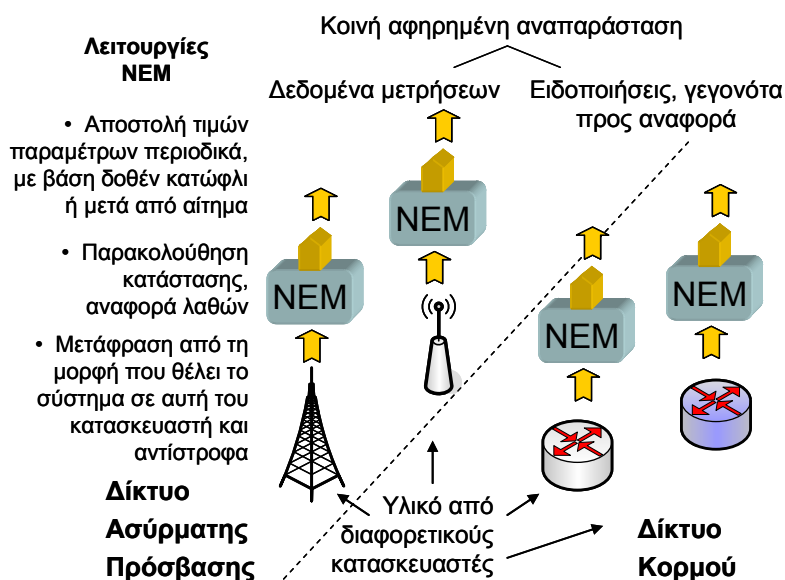 Κοινή αφηρημένη αναπαράσταση
Λειτουργίες
ΝΕΜ
Δεδομένα μετρήσεων
Ειδοποιήσεις, γεγονότα
προς αναφορά
• Αποστολή τιμών
παραμέτρων περιοδικά,
με βάση δοθέν κατώφλι
ή μετά από αίτημα
• Παρακολούθηση
κατάστασης,
αναφορά λαθών
• Μετάφραση από τη
μορφή που θέλει το
σύστημα σε αυτή του
κατασκευαστή και
αντίστροφα
NEM
NEM
NEM
NEM
Δίκτυο
Ασύρματης
Πρόσβασης
Υλικό από
διαφορετικούς
κατασκευαστές
Δίκτυο
Κορμού